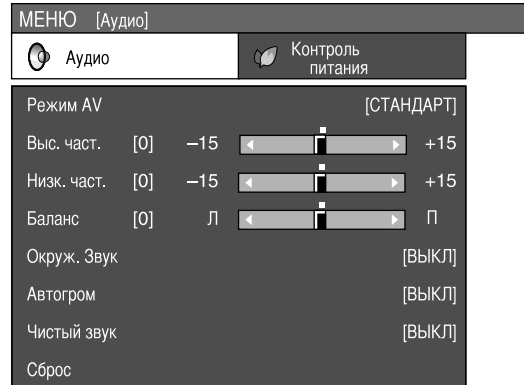 МЕНЮ [Аудио]
Аудио
Контроль
питания
Режим AV [СТАНДАРТ]
Выс. част. [0] –15 +15
Низк. част. [0] –15 +15
Баланс [0] Л П
Окруж. Звук [ВЫКЛ]
Автогром [ВЫКЛ]
Чистый звук [ВЫКЛ]
Сброс